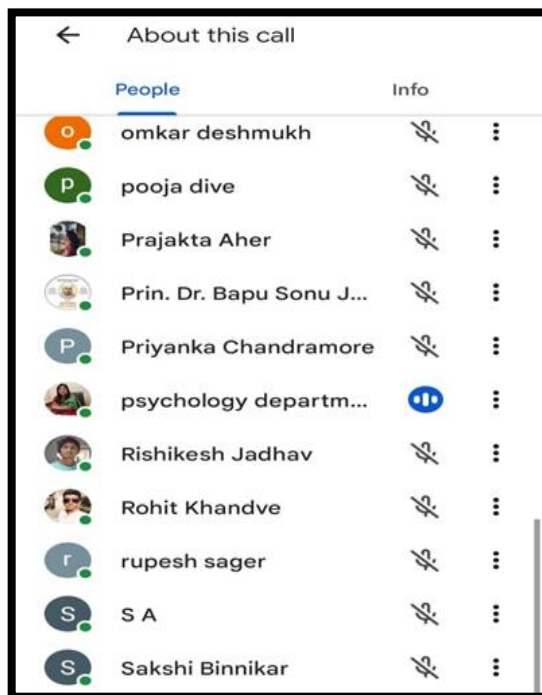 About this call
People Info
o omkar deshmukh
p pooja dive
Prajakta Aher
Prin. Dr. Bapu Sonu J...
P Priyanka Chandramore
psychology departm...
Rishikesh Jadhav
Rohit Khandve
r rupesh sager
S S A
S Sakshi Binnikar